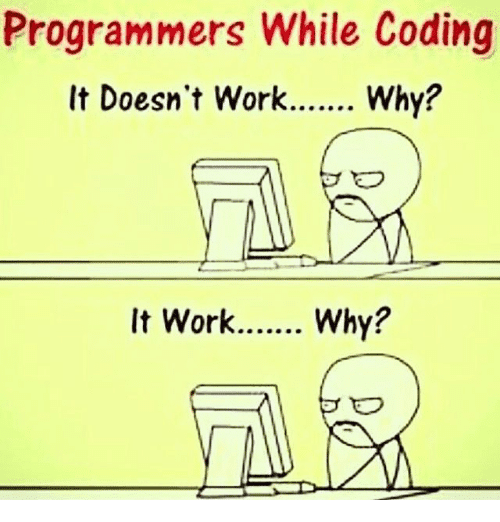 Programmers While Coding
It Doesn't Work....... Why?
It Work....... Why?